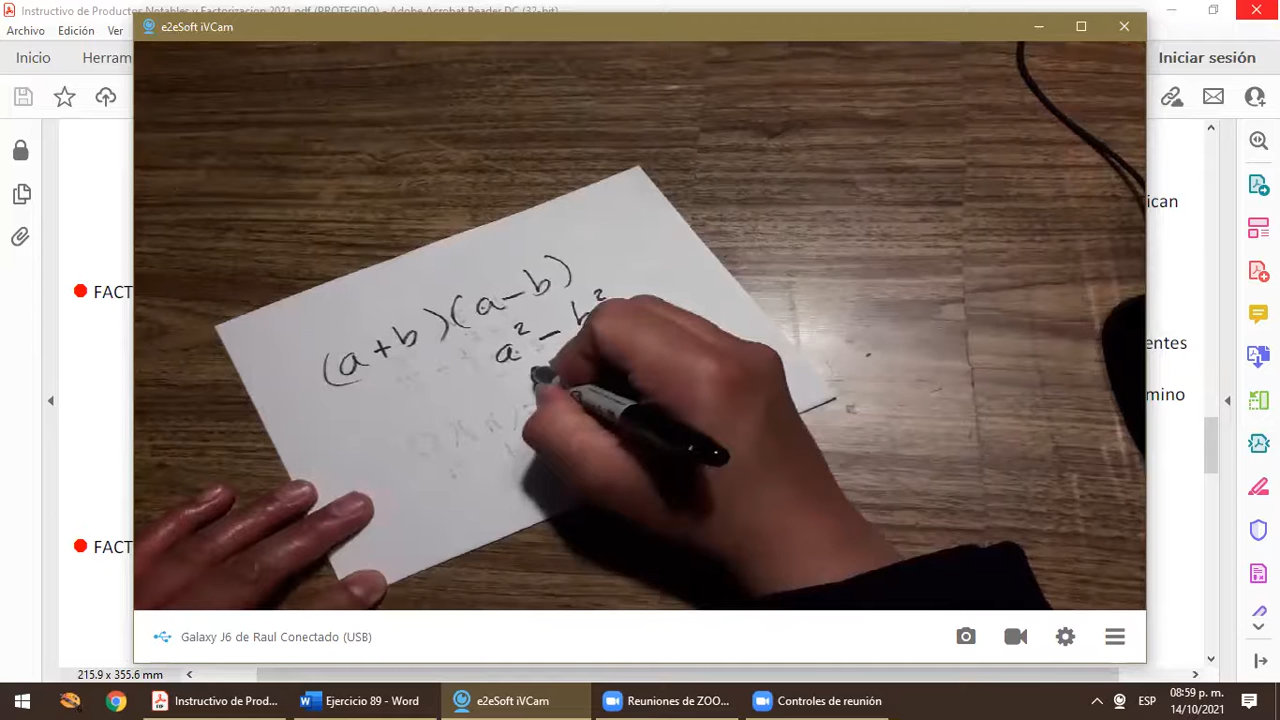 Instructivo de Productos Notables y Factorizacion 2021.pdf (PROTEGIDO) - Adobe Acrobat Reader DC (32-bit)
e2eSoft iVCam
Archivo Edición Ver
Inicio Herram
Iniciar sesión
ican
FACT
entes
mino
FACT
(a+b)(a-b)
a² - b²
Galaxy J6 de Raul Conectado (USB)
215.9 x 355.6 mm
Instructivo de Prod...
Ejercicio 89 - Word
e2eSoft iVCam
Reuniones de ZOO...
Controles de reunión
ESP
08:59 p. m.
14/10/2021